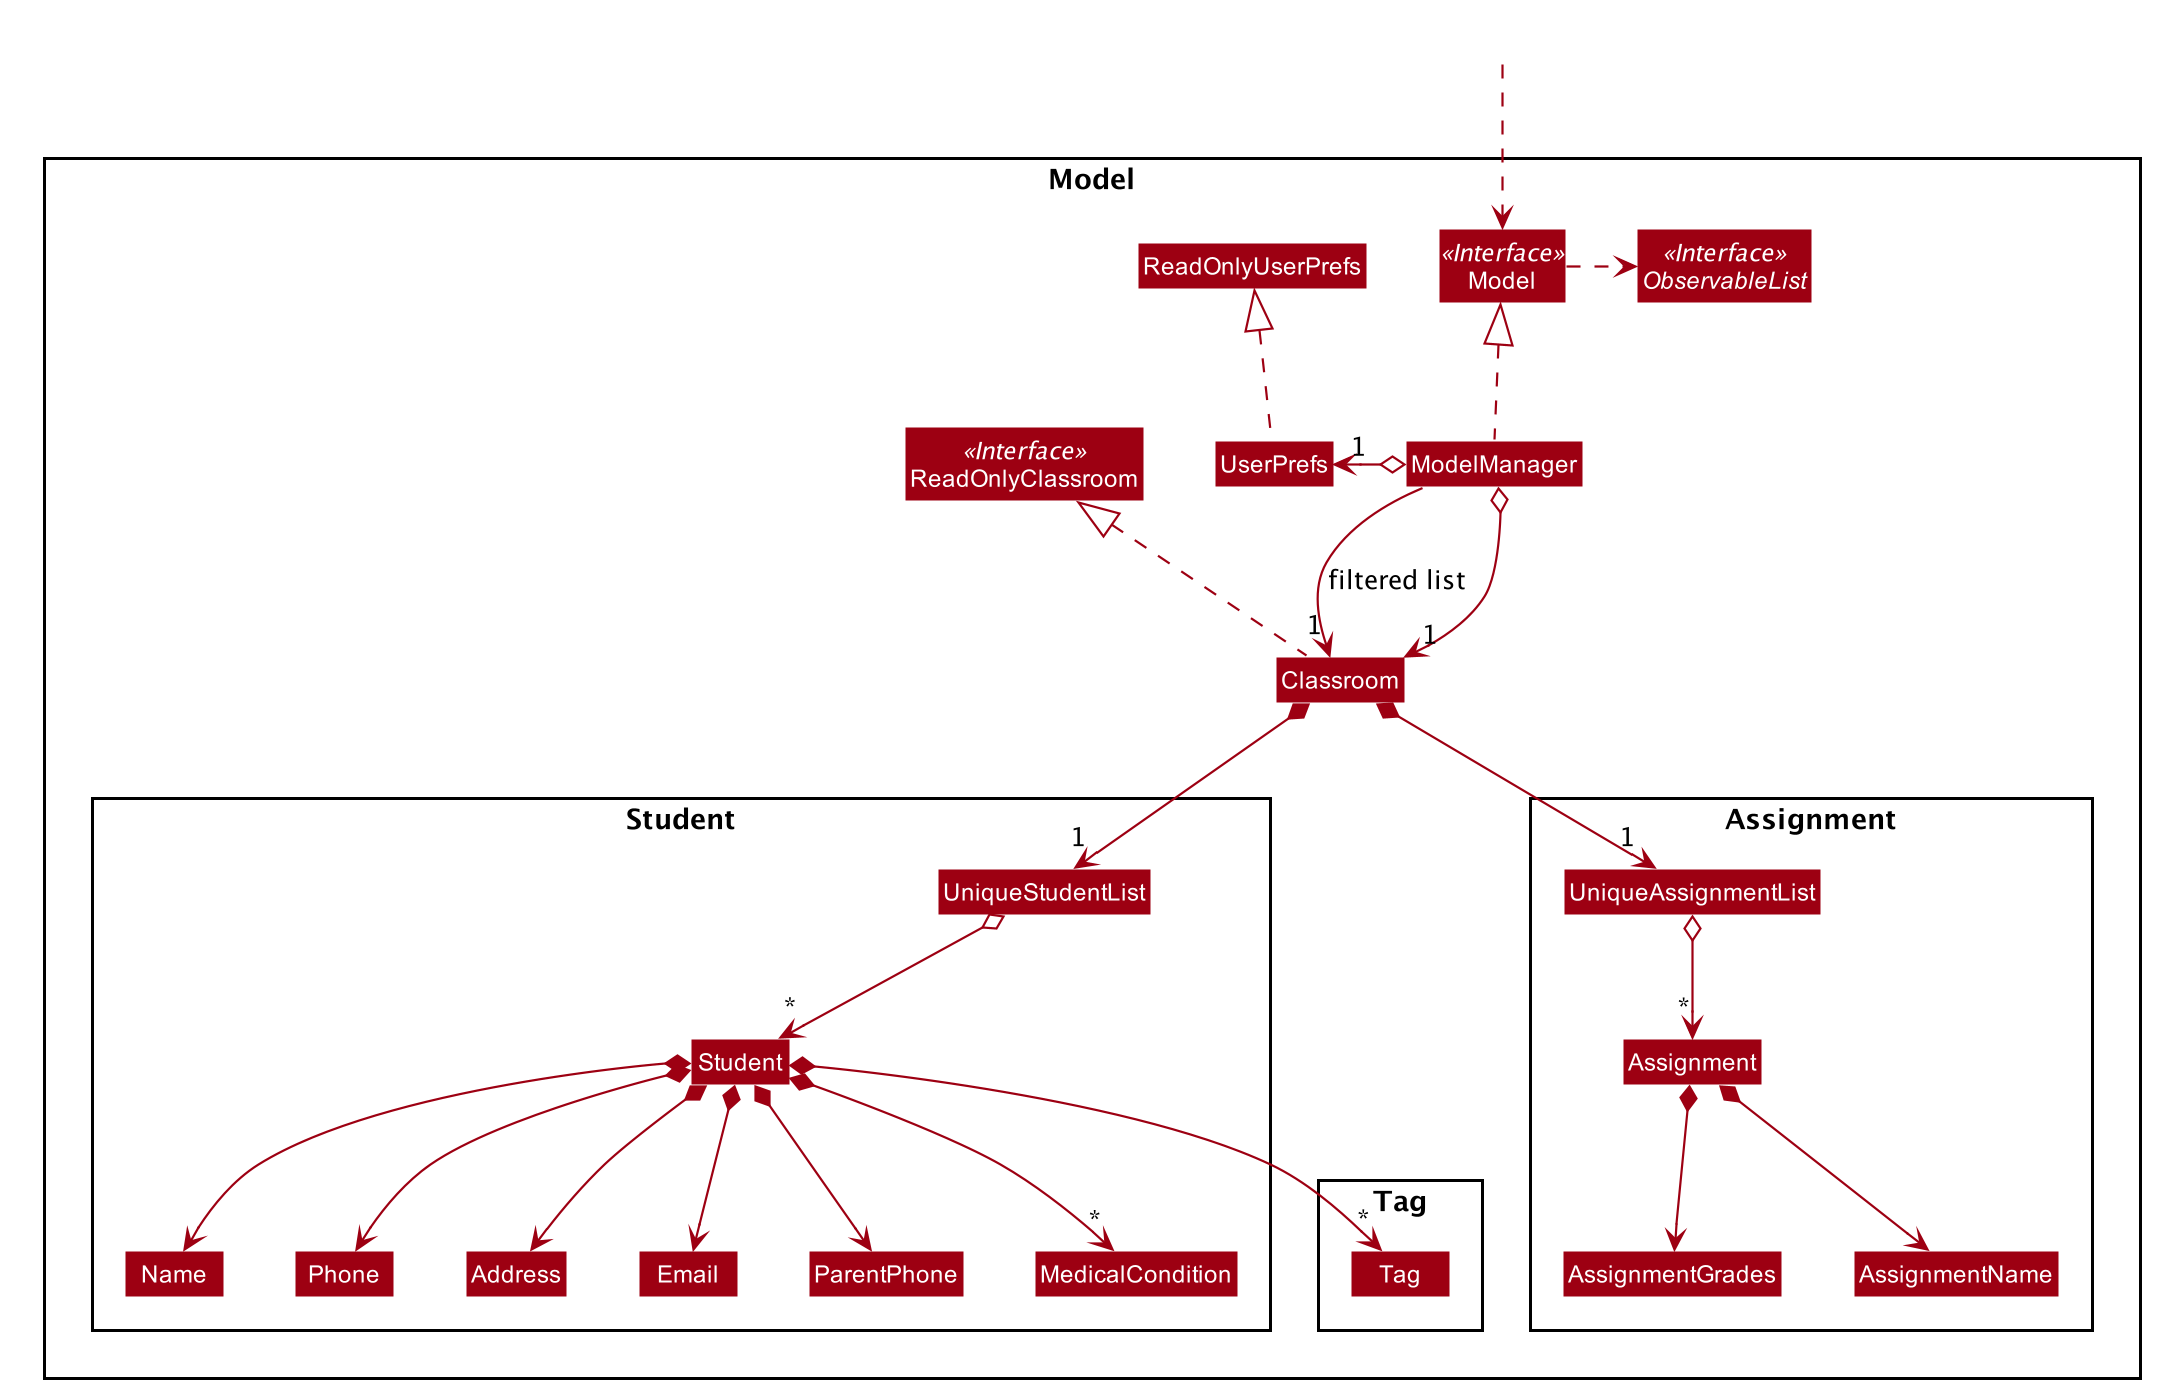 Model
«Interface»
Model
«Interface»
ObservableList
ReadOnlyUserPrefs
«Interface»
ReadOnlyClassroom
UserPrefs
1
ModelManager
filtered list
1
1
Classroom
Student
1
UniqueStudentList
*
Student
Name
Phone
Address
Email
ParentPhone
*
MedicalCondition
Tag
*
Tag
Assignment
1
UniqueAssignmentList
*
Assignment
AssignmentGrades
AssignmentName